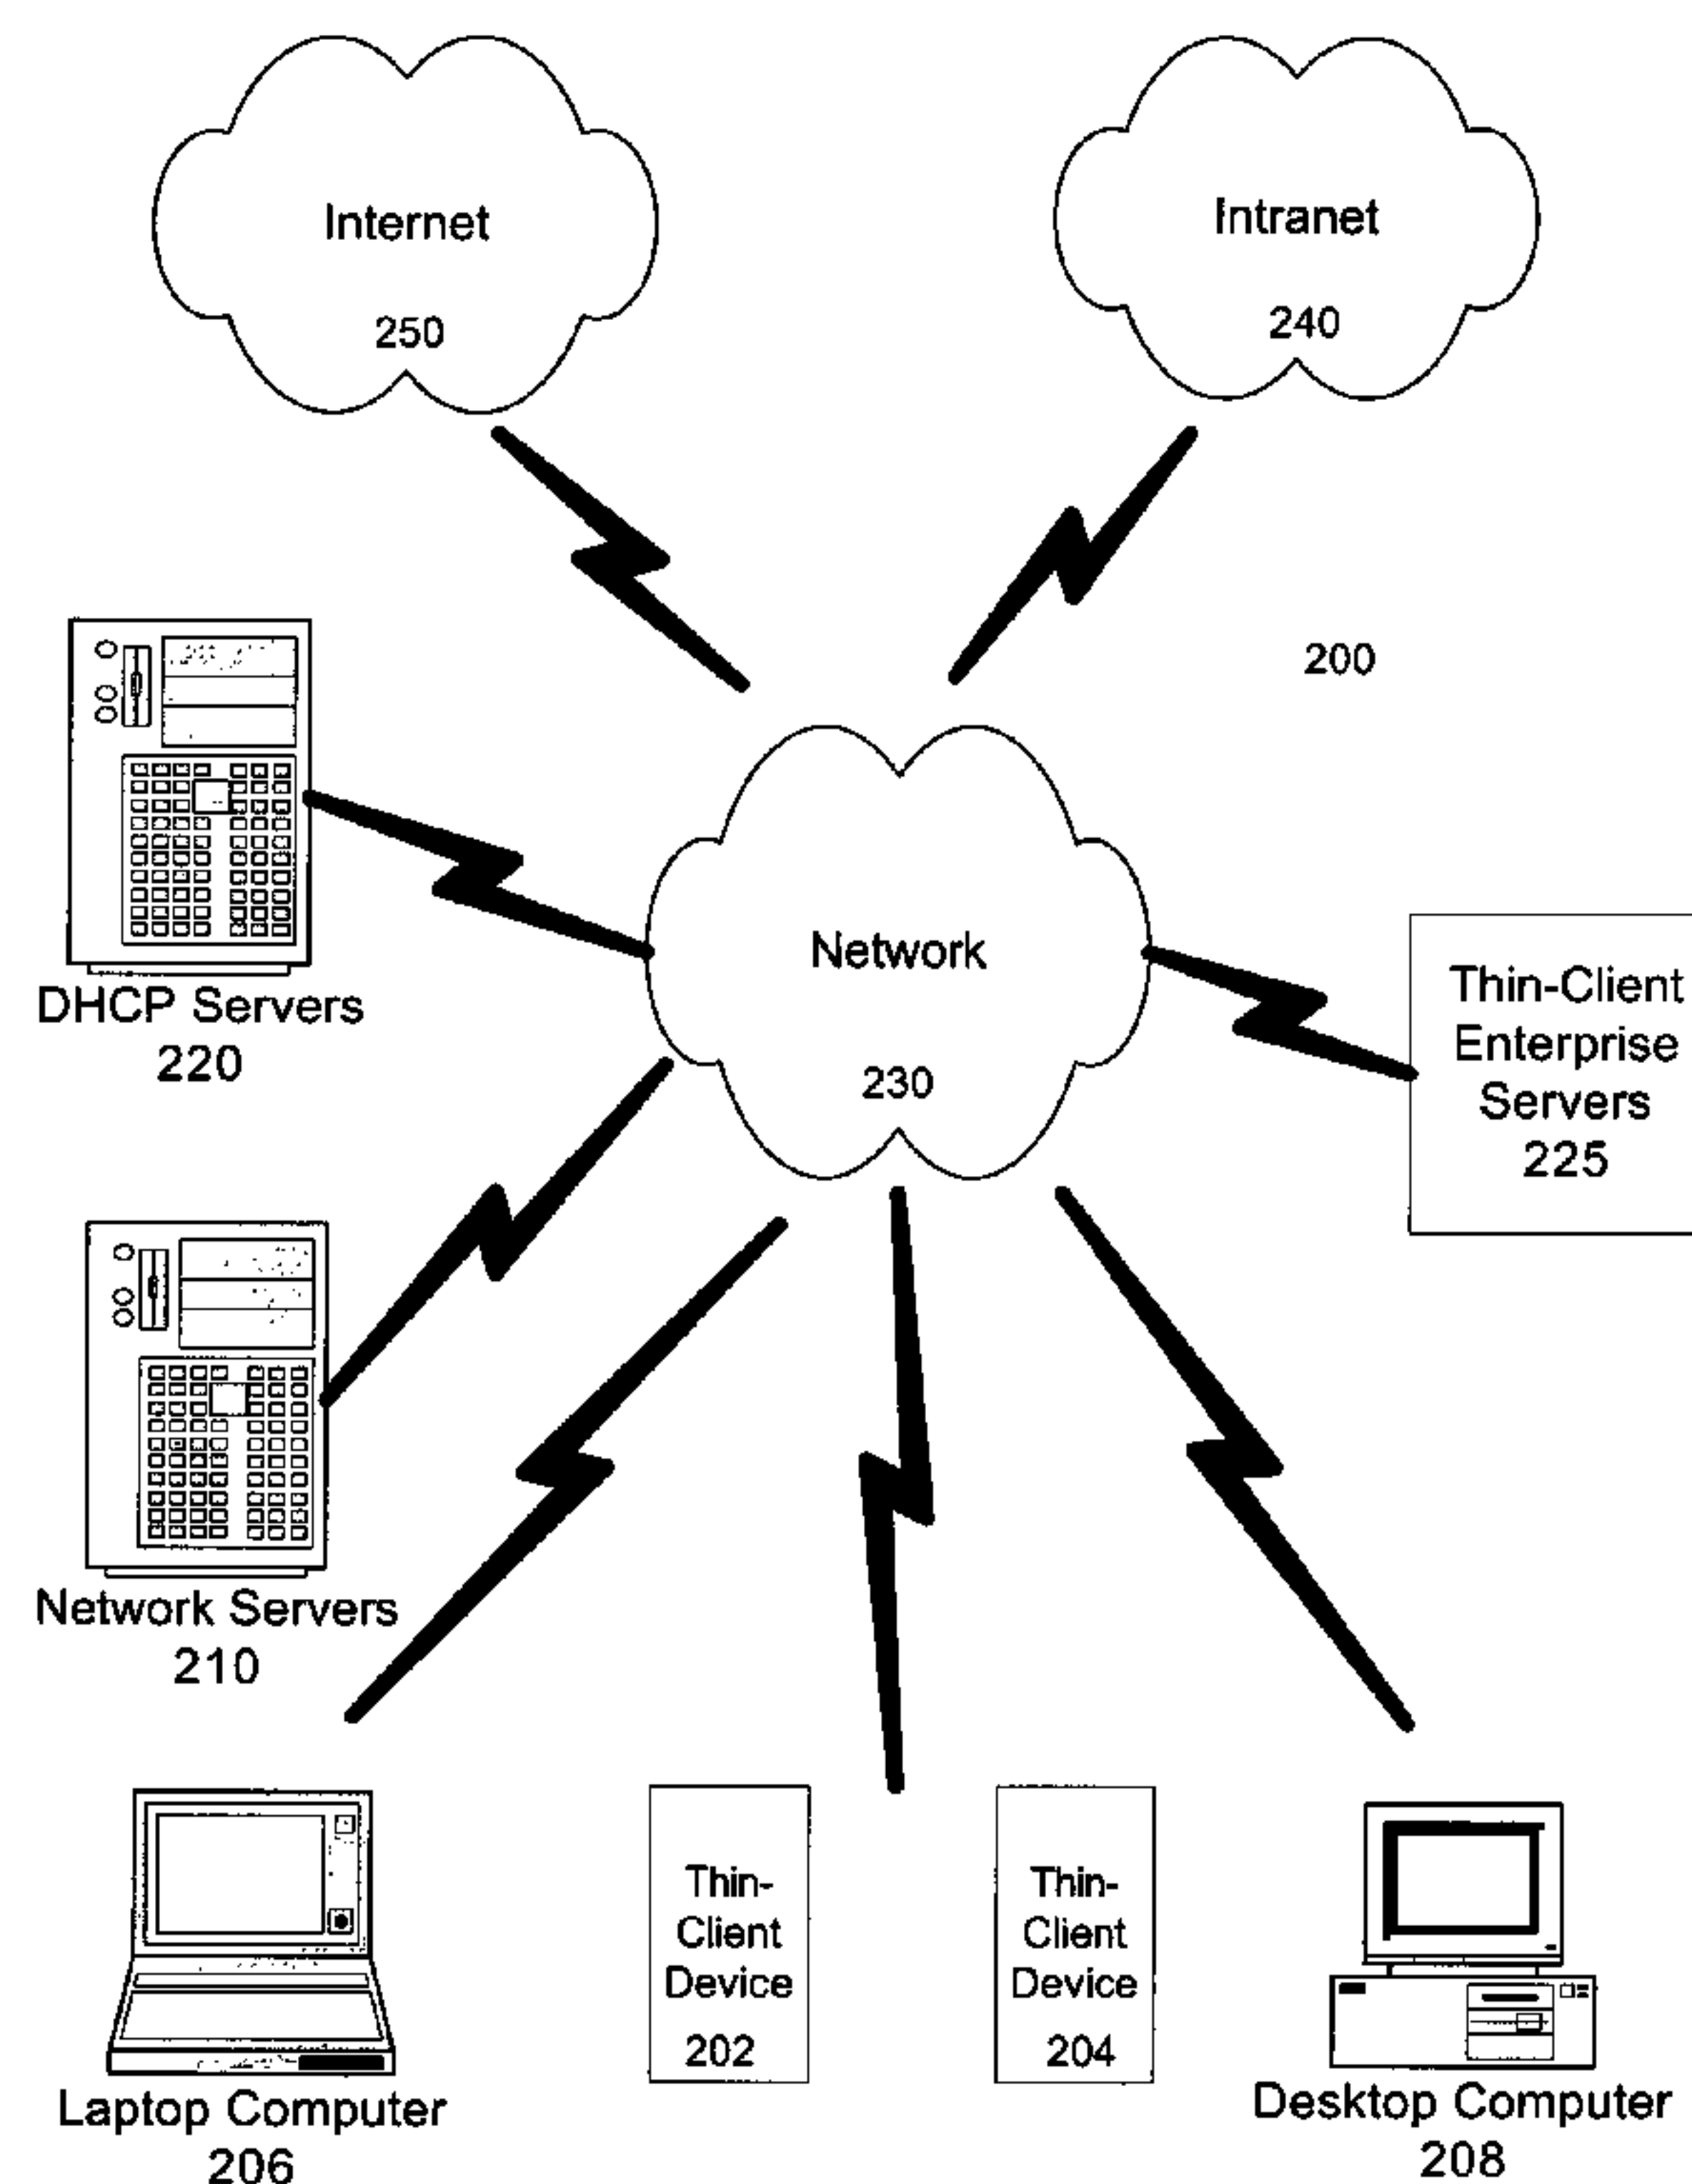 Internet
250
Intranet
240
200
DHCP Servers
220
Network
230
Thin-Client
Enterprise
Servers
225
Network Servers
210
Laptop Computer
206
Thin-
Client
Device
202
Thin-
Client
Device
204
Desktop Computer
208